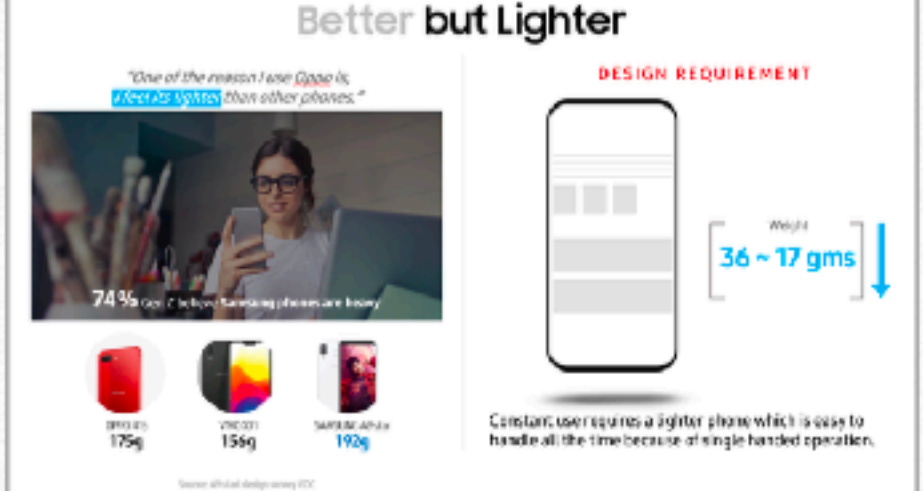 Better but Lighter
"One of the reason I use Oppo is,
I feel its lighter than other phones."
74% Gen Z believe Samsung phones are heavy
175g
156g
SAMSUNG
192g
DESIGN REQUIREMENT
Weight
36 ~ 17 gms
Constant use requires a lighter phone which is easy to
handle all the time because of single handed operation.